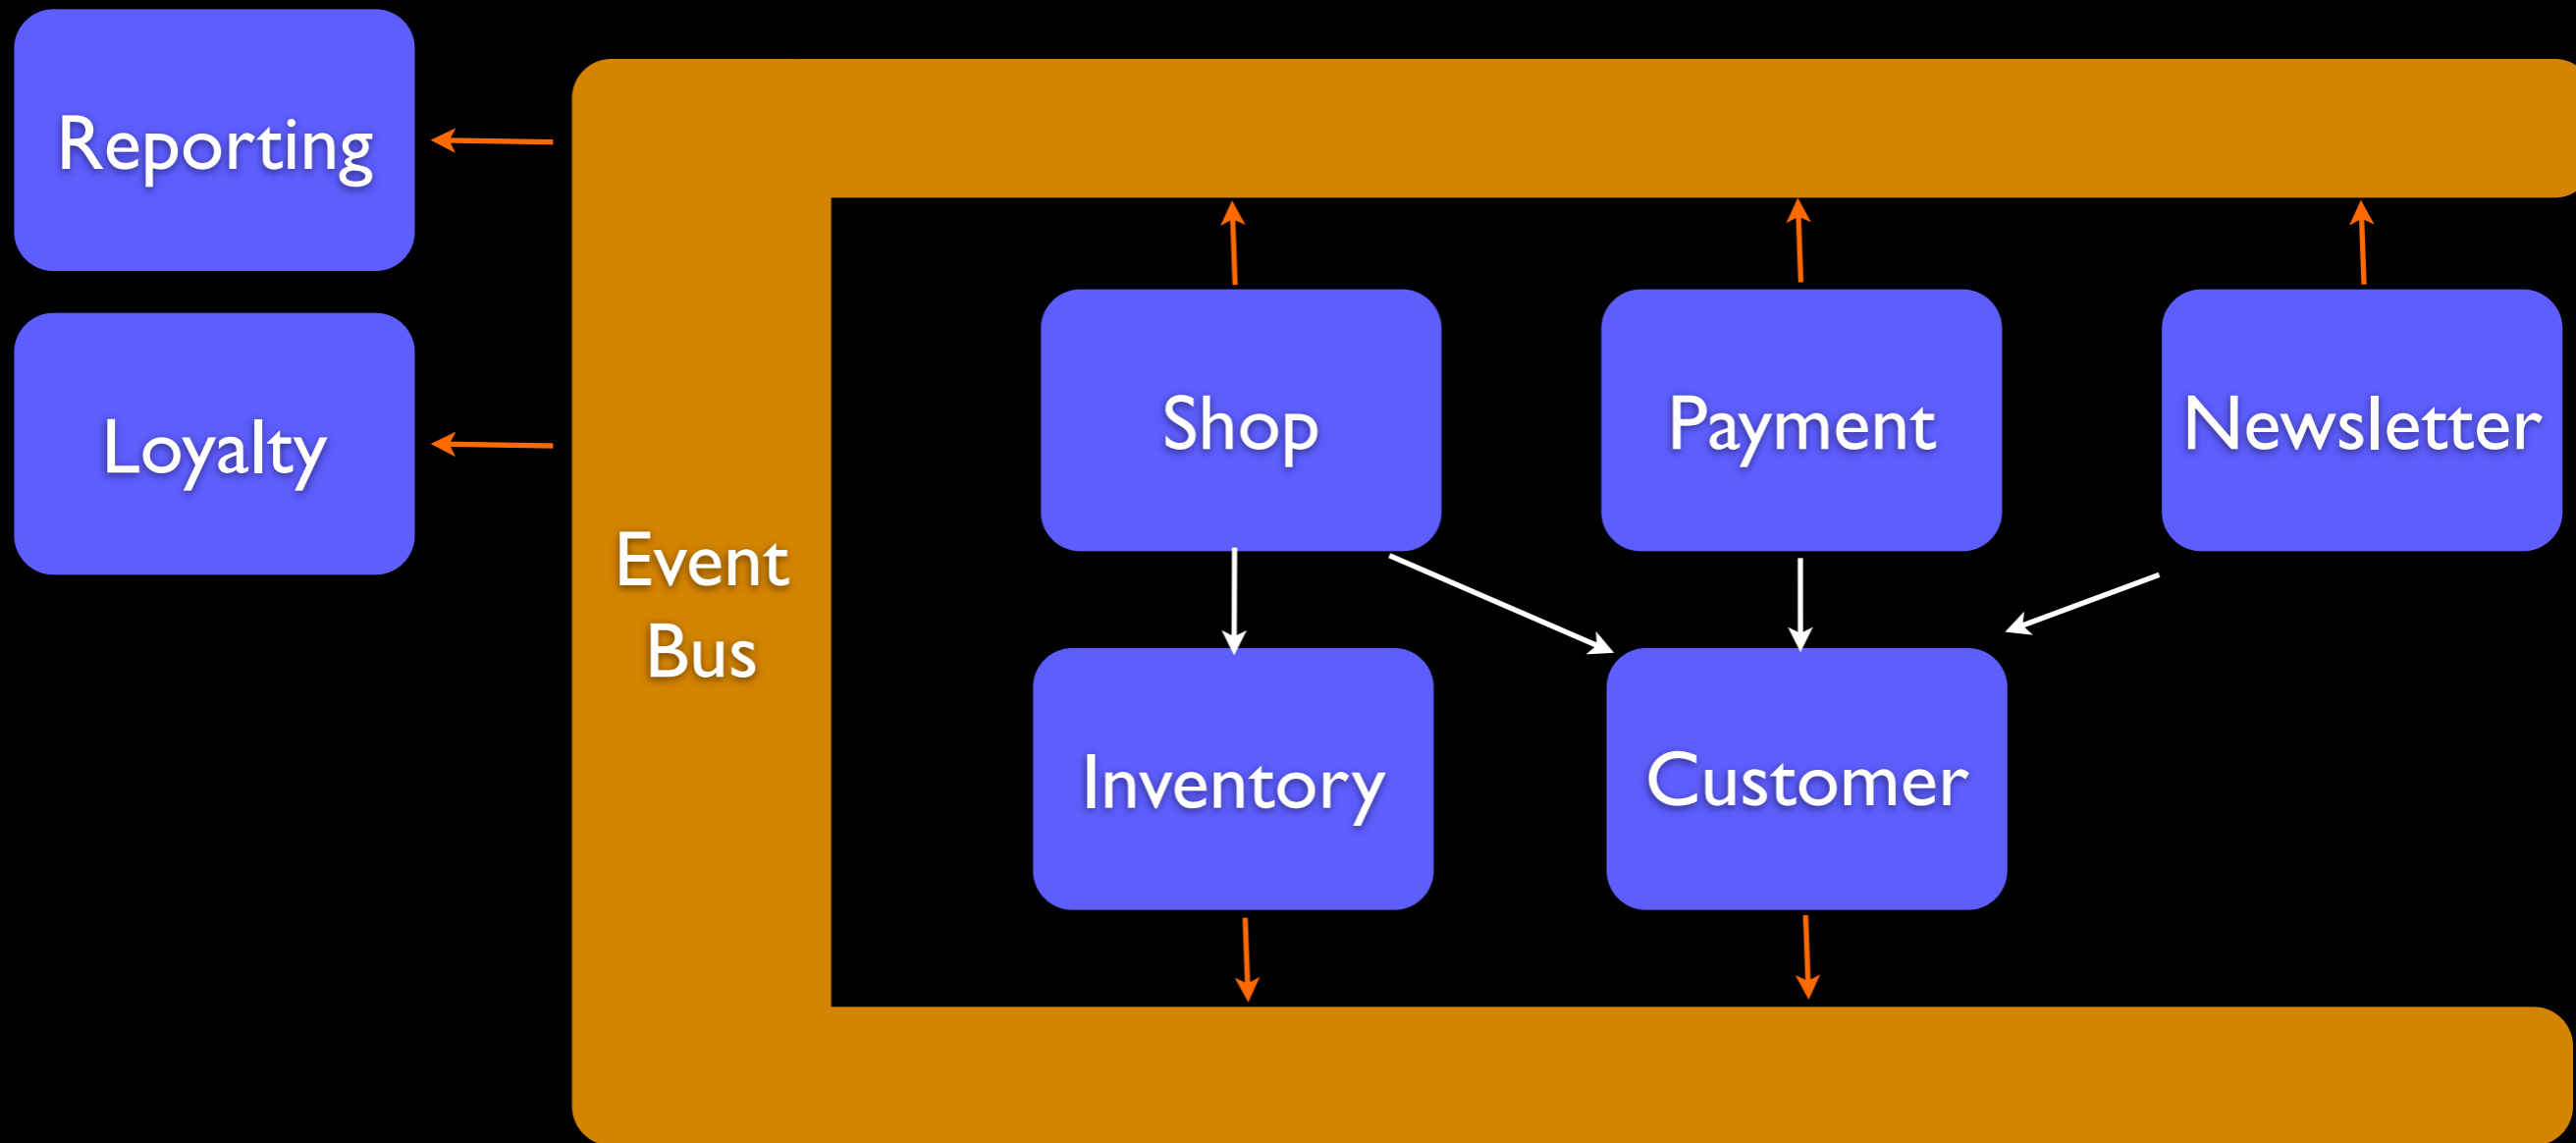 Reporting
Loyalty
Event
Bus
Shop
Payment
Newsletter
Inventory
Customer